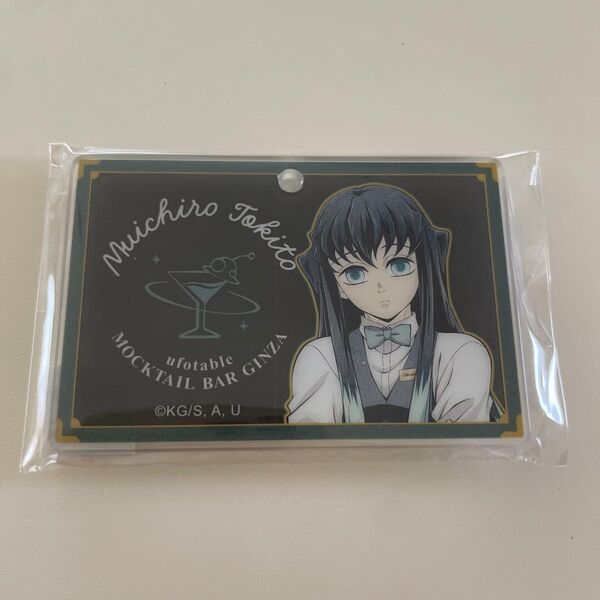 Muichiro Tokito
ufotable
MOCKTAIL BAR GINZA
©KG/S, A, U